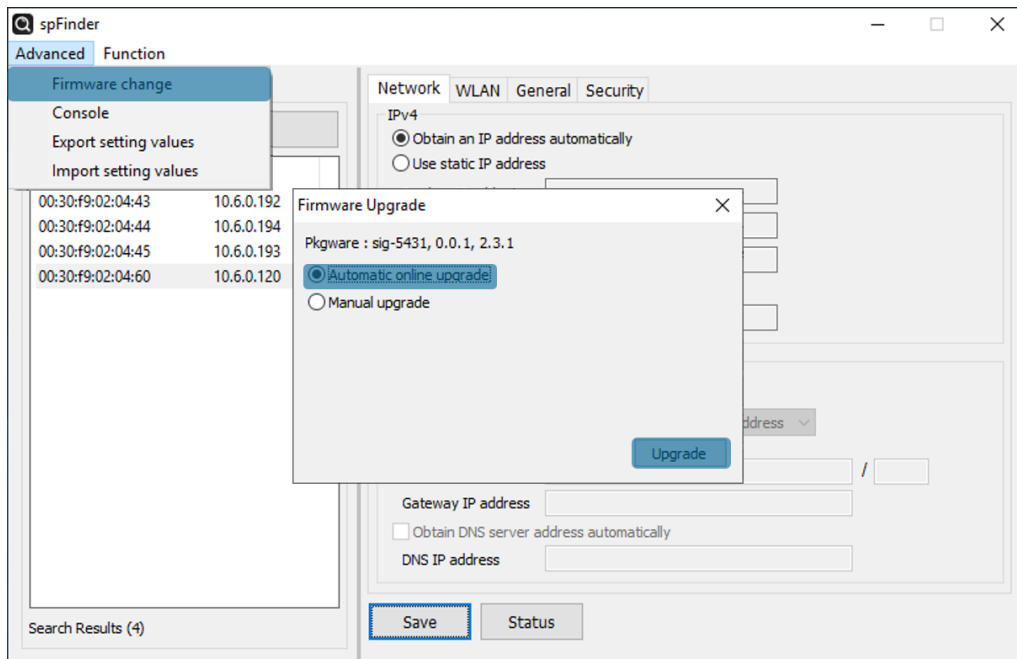 spFinder
Advanced Function
Firmware change
Console
Export setting values
Import setting values
00:30:f9:02:04:43 10.6.0.192
00:30:f9:02:04:44 10.6.0.194
00:30:f9:02:04:45 10.6.0.193
00:30:f9:02:04:60 10.6.0.120
Search Results (4)
Network WLAN General Security
IPv4
Obtain an IP address automatically
Use static IP address
Firmware Upgrade
Pkgware : sig-5431, 0.0.1, 2.3.1
Automatic online upgrade
Manual upgrade
Upgrade
ddress
/
Gateway IP address
Obtain DNS server address automatically
DNS IP address
Save Status